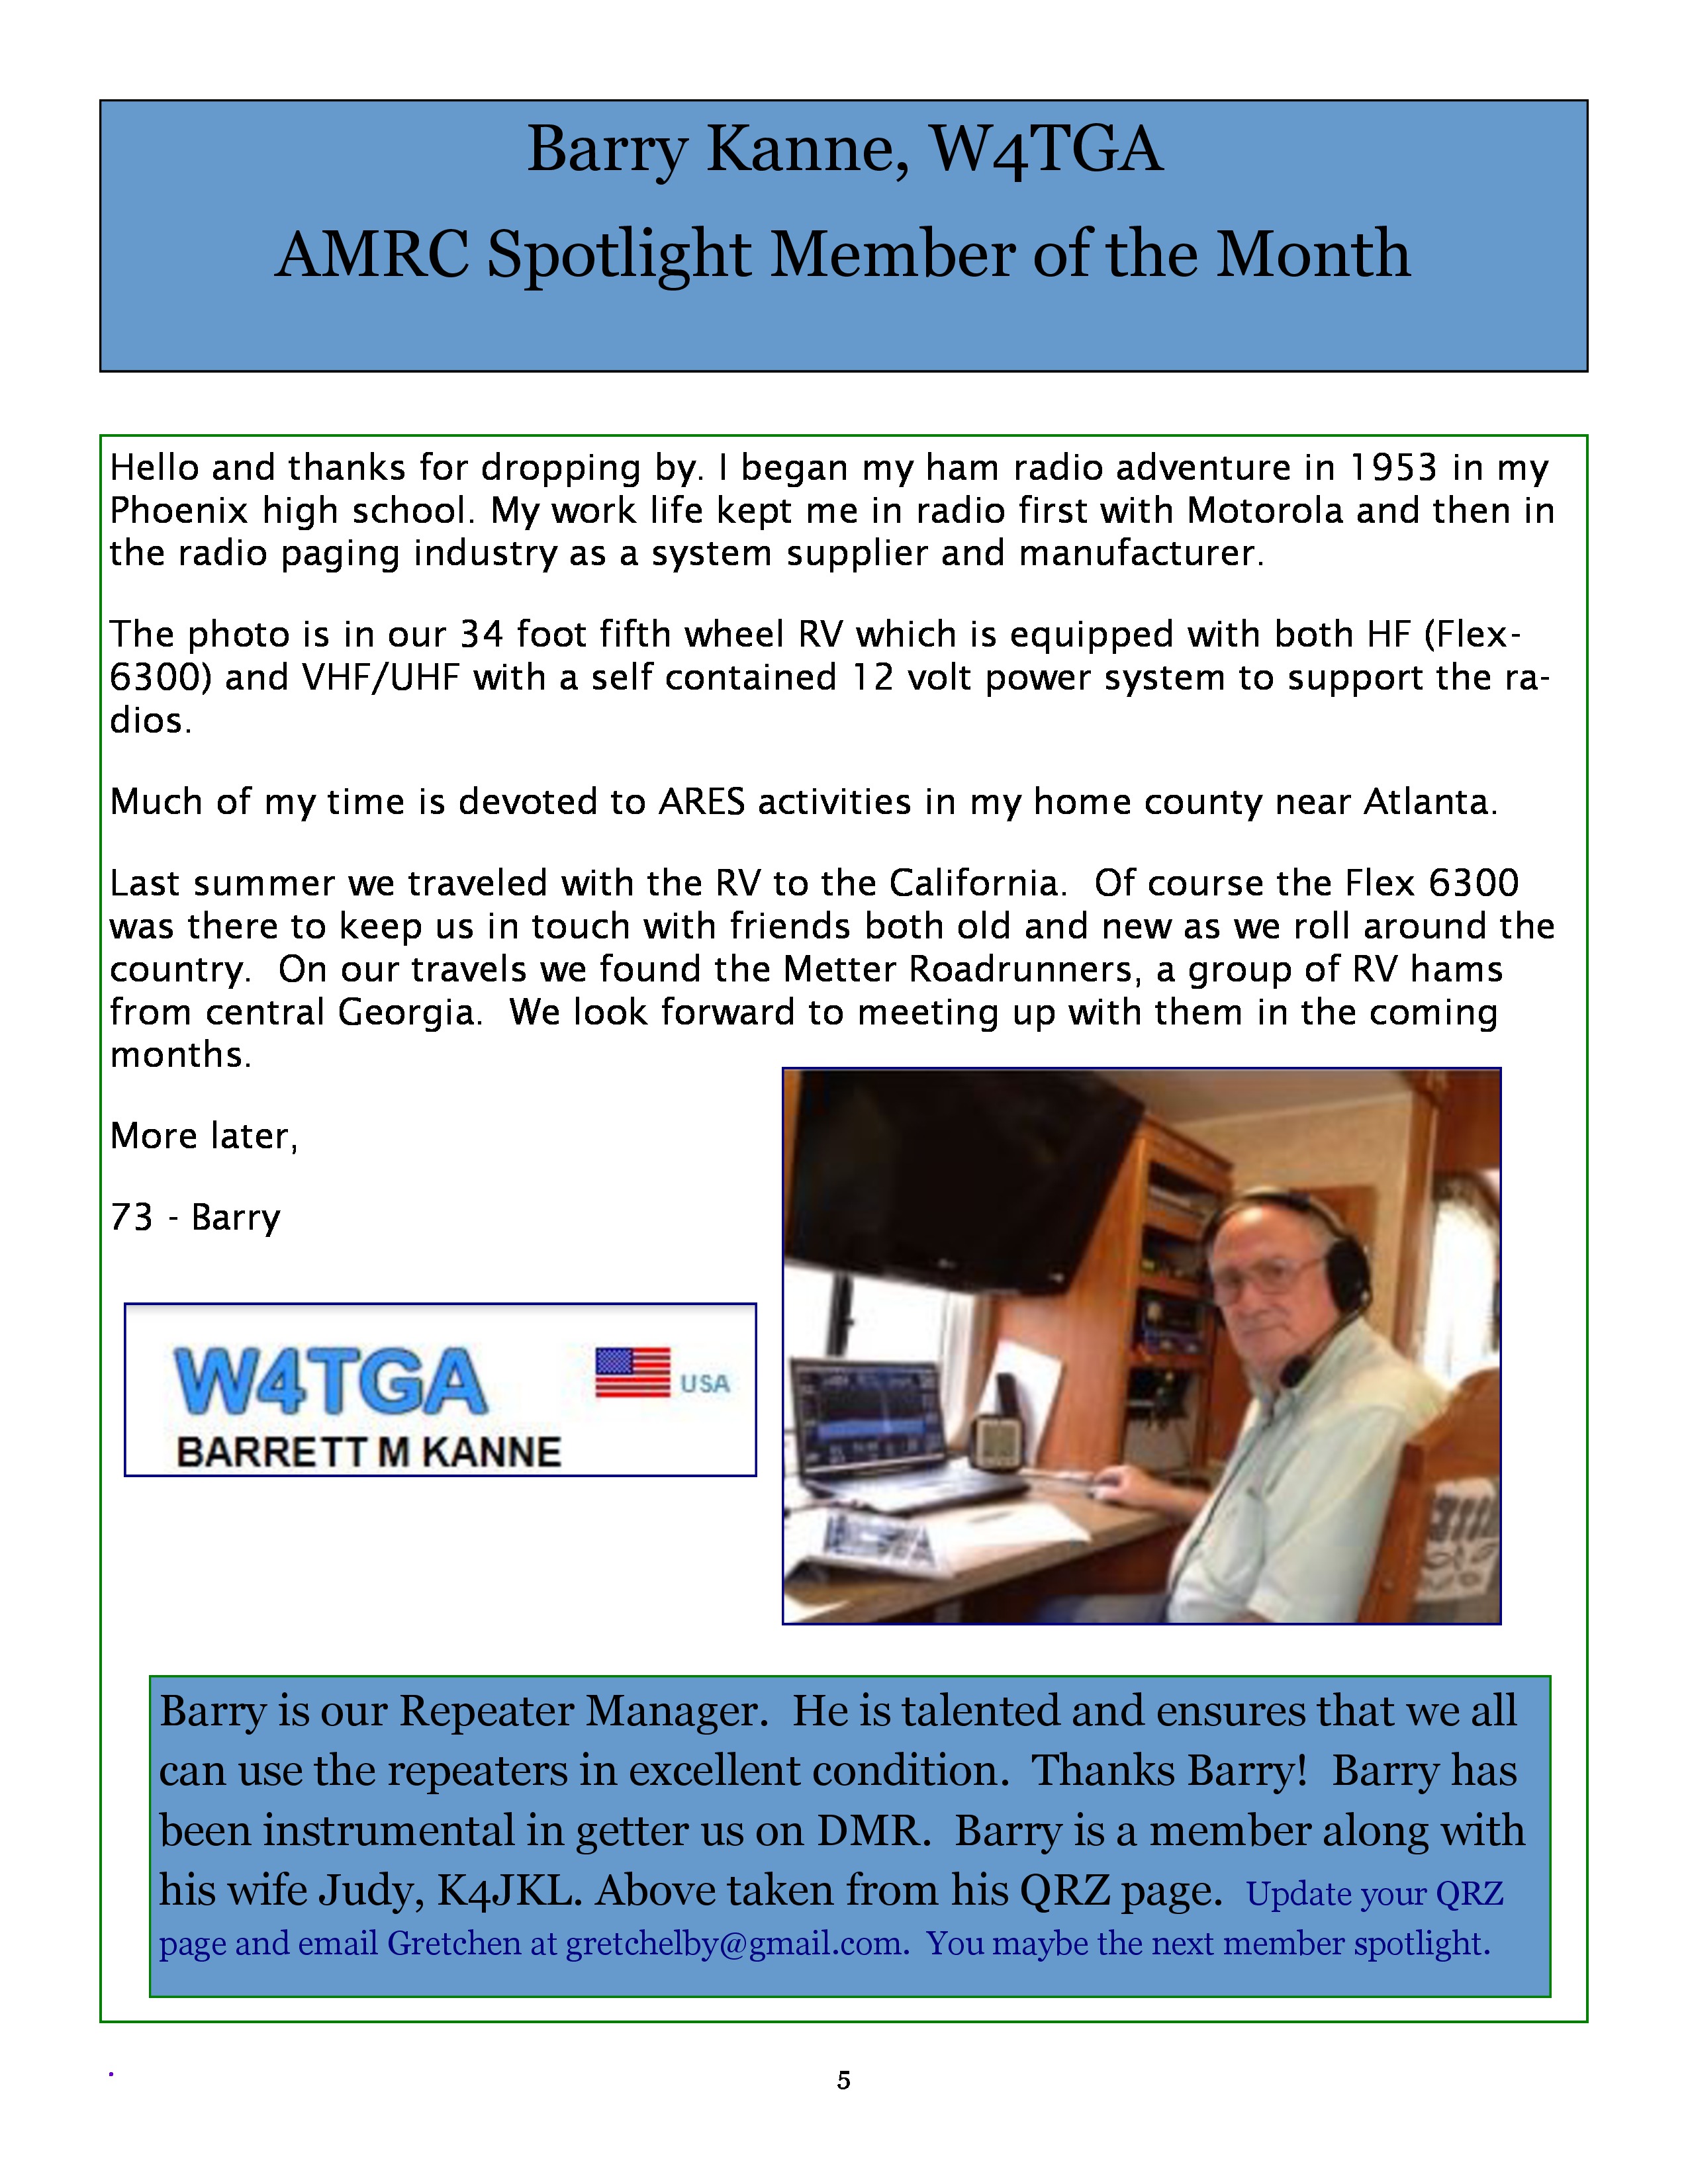 Barry Kanne, W4TGA
AMRC Spotlight Member of the Month
Hello and thanks for dropping by. I began my ham radio adventure in 1953 in my
Phoenix high school. My work life kept me in radio first with Motorola and then in
the radio paging industry as a system supplier and manufacturer.
The photo is in our 34 foot fifth wheel RV which is equipped with both HF (Flex-
6300) and VHF/UHF with a self contained 12 volt power system to support the ra-
dios.
Much of my time is devoted to ARES activities in my home county near Atlanta.
Last summer we traveled with the RV to the California.  Of course the Flex 6300
was there to keep us in touch with friends both old and new as we roll around the
country.  On our travels we found the Metter Roadrunners, a group of RV hams
from central Georgia.  We look forward to meeting up with them in the coming
months.
More later,
73 - Barry
W4TGA
USA
BARRETT M KANNE
Barry is our Repeater Manager.  He is talented and ensures that we all
can use the repeaters in excellent condition.  Thanks Barry!  Barry has
been instrumental in getter us on DMR.  Barry is a member along with
his wife Judy, K4JKL. Above taken from his QRZ page.  Update your QRZ
page and email Gretchen at gretchelby@gmail.com.  You maybe the next member spotlight.
.
5